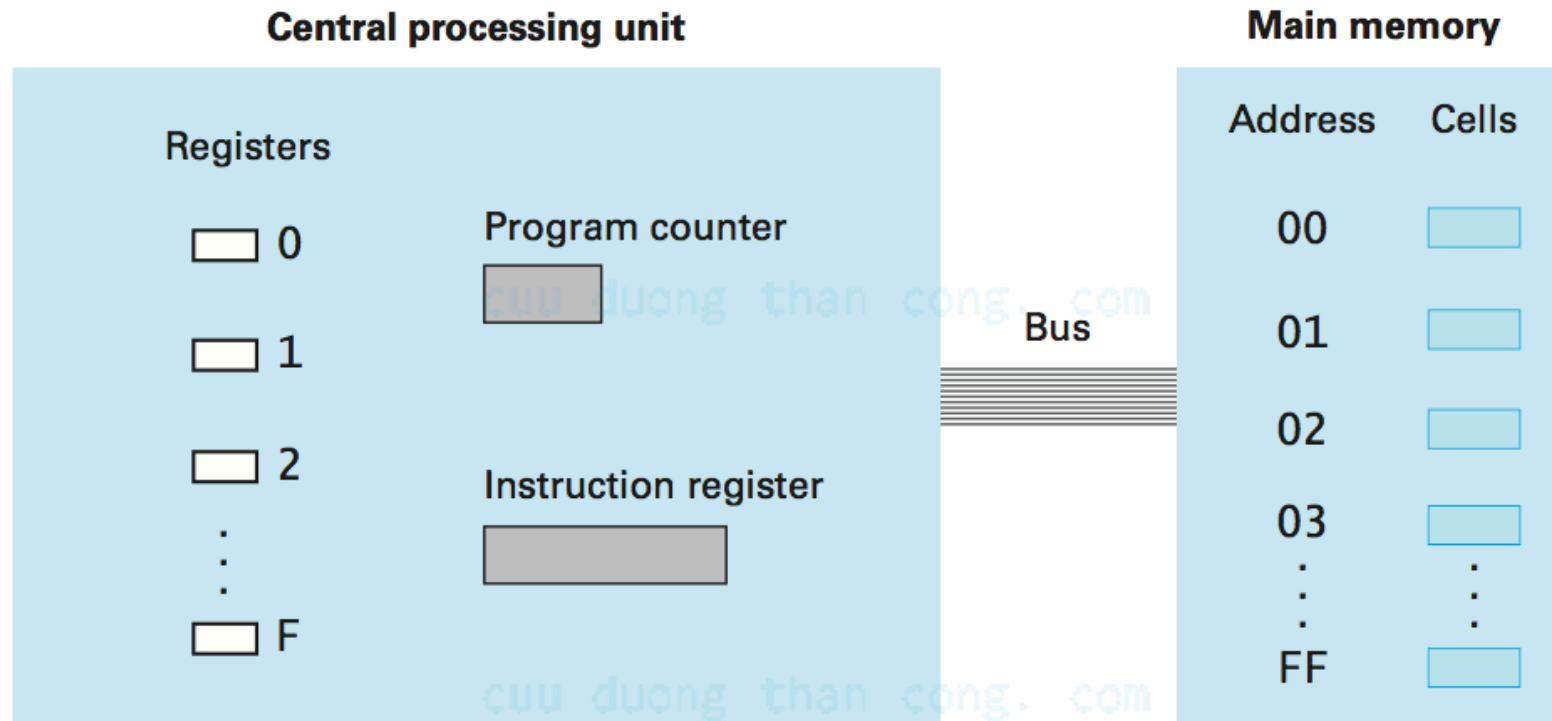 Central processing unit
Main memory
Registers
0
1
2
.
.
.
F
Program counter
Instruction register
Bus
Address Cells
00
01
02
03
. .
. .
. .
FF
cuu duong than cong. com
cuu duong than cong. com